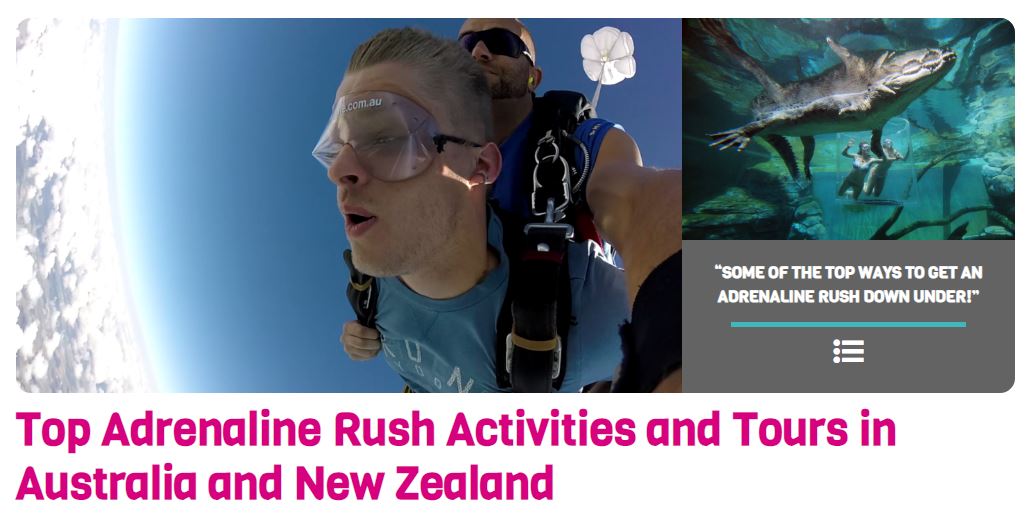 e.com.au
“SOME OF THE TOP WAYS TO GET AN
ADRENALINE RUSH DOWN UNDER!”
Top Adrenaline Rush Activities and Tours in
Australia and New Zealand